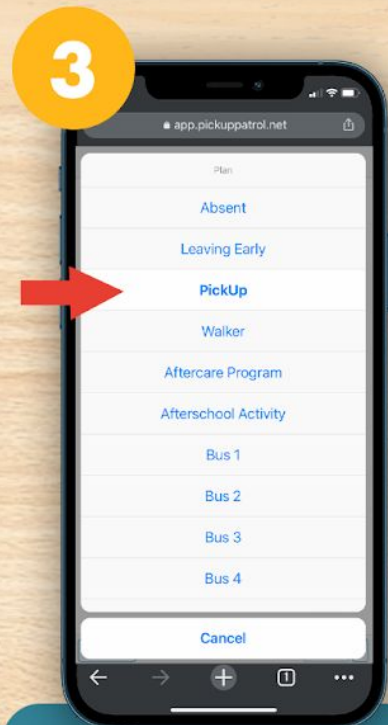 3
app.pickuppatrol.net
Plan
Absent
Leaving Early
PickUp
Walker
Aftercare Program
Afterschool Activity
Bus 1
Bus 2
Bus 3
Bus 4
Cancel
1